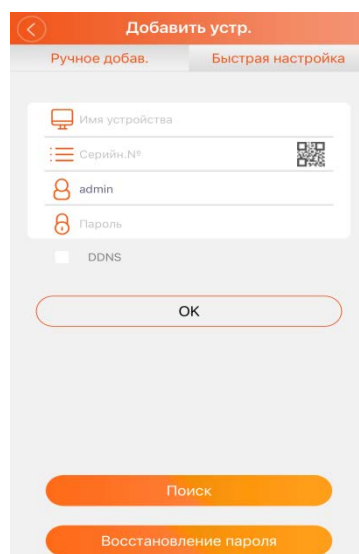 Добавить устр.
Ручное добав. Быстрая настройка
Имя устройства
Серийн.№
admin
Пароль
DDNS
OK
Поиск
Восстановление пароля